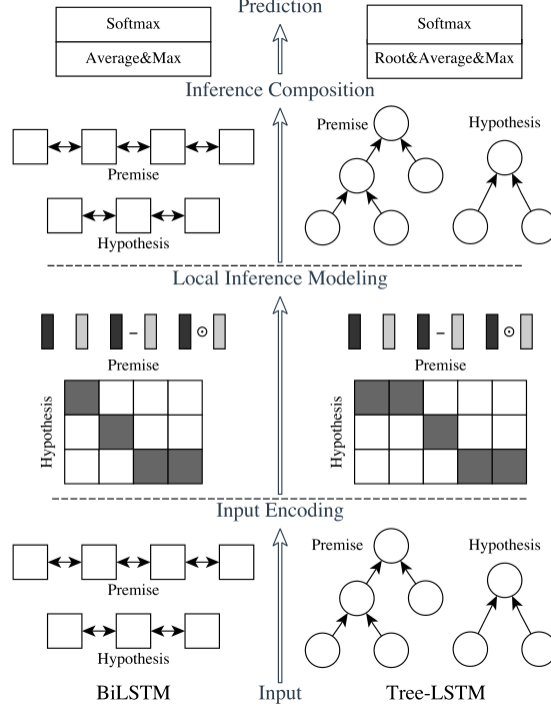 Prediction
Softmax
Average&Max
Softmax
Root&Average&Max
Inference Composition
Premise
Hypothesis
Premise
Hypothesis
Local Inference Modeling
– ⊙
– ⊙
Premise
Hypothesis
Premise
Hypothesis
Input Encoding
Premise
Hypothesis
Premise
Hypothesis
BiLSTM
Input
Tree-LSTM